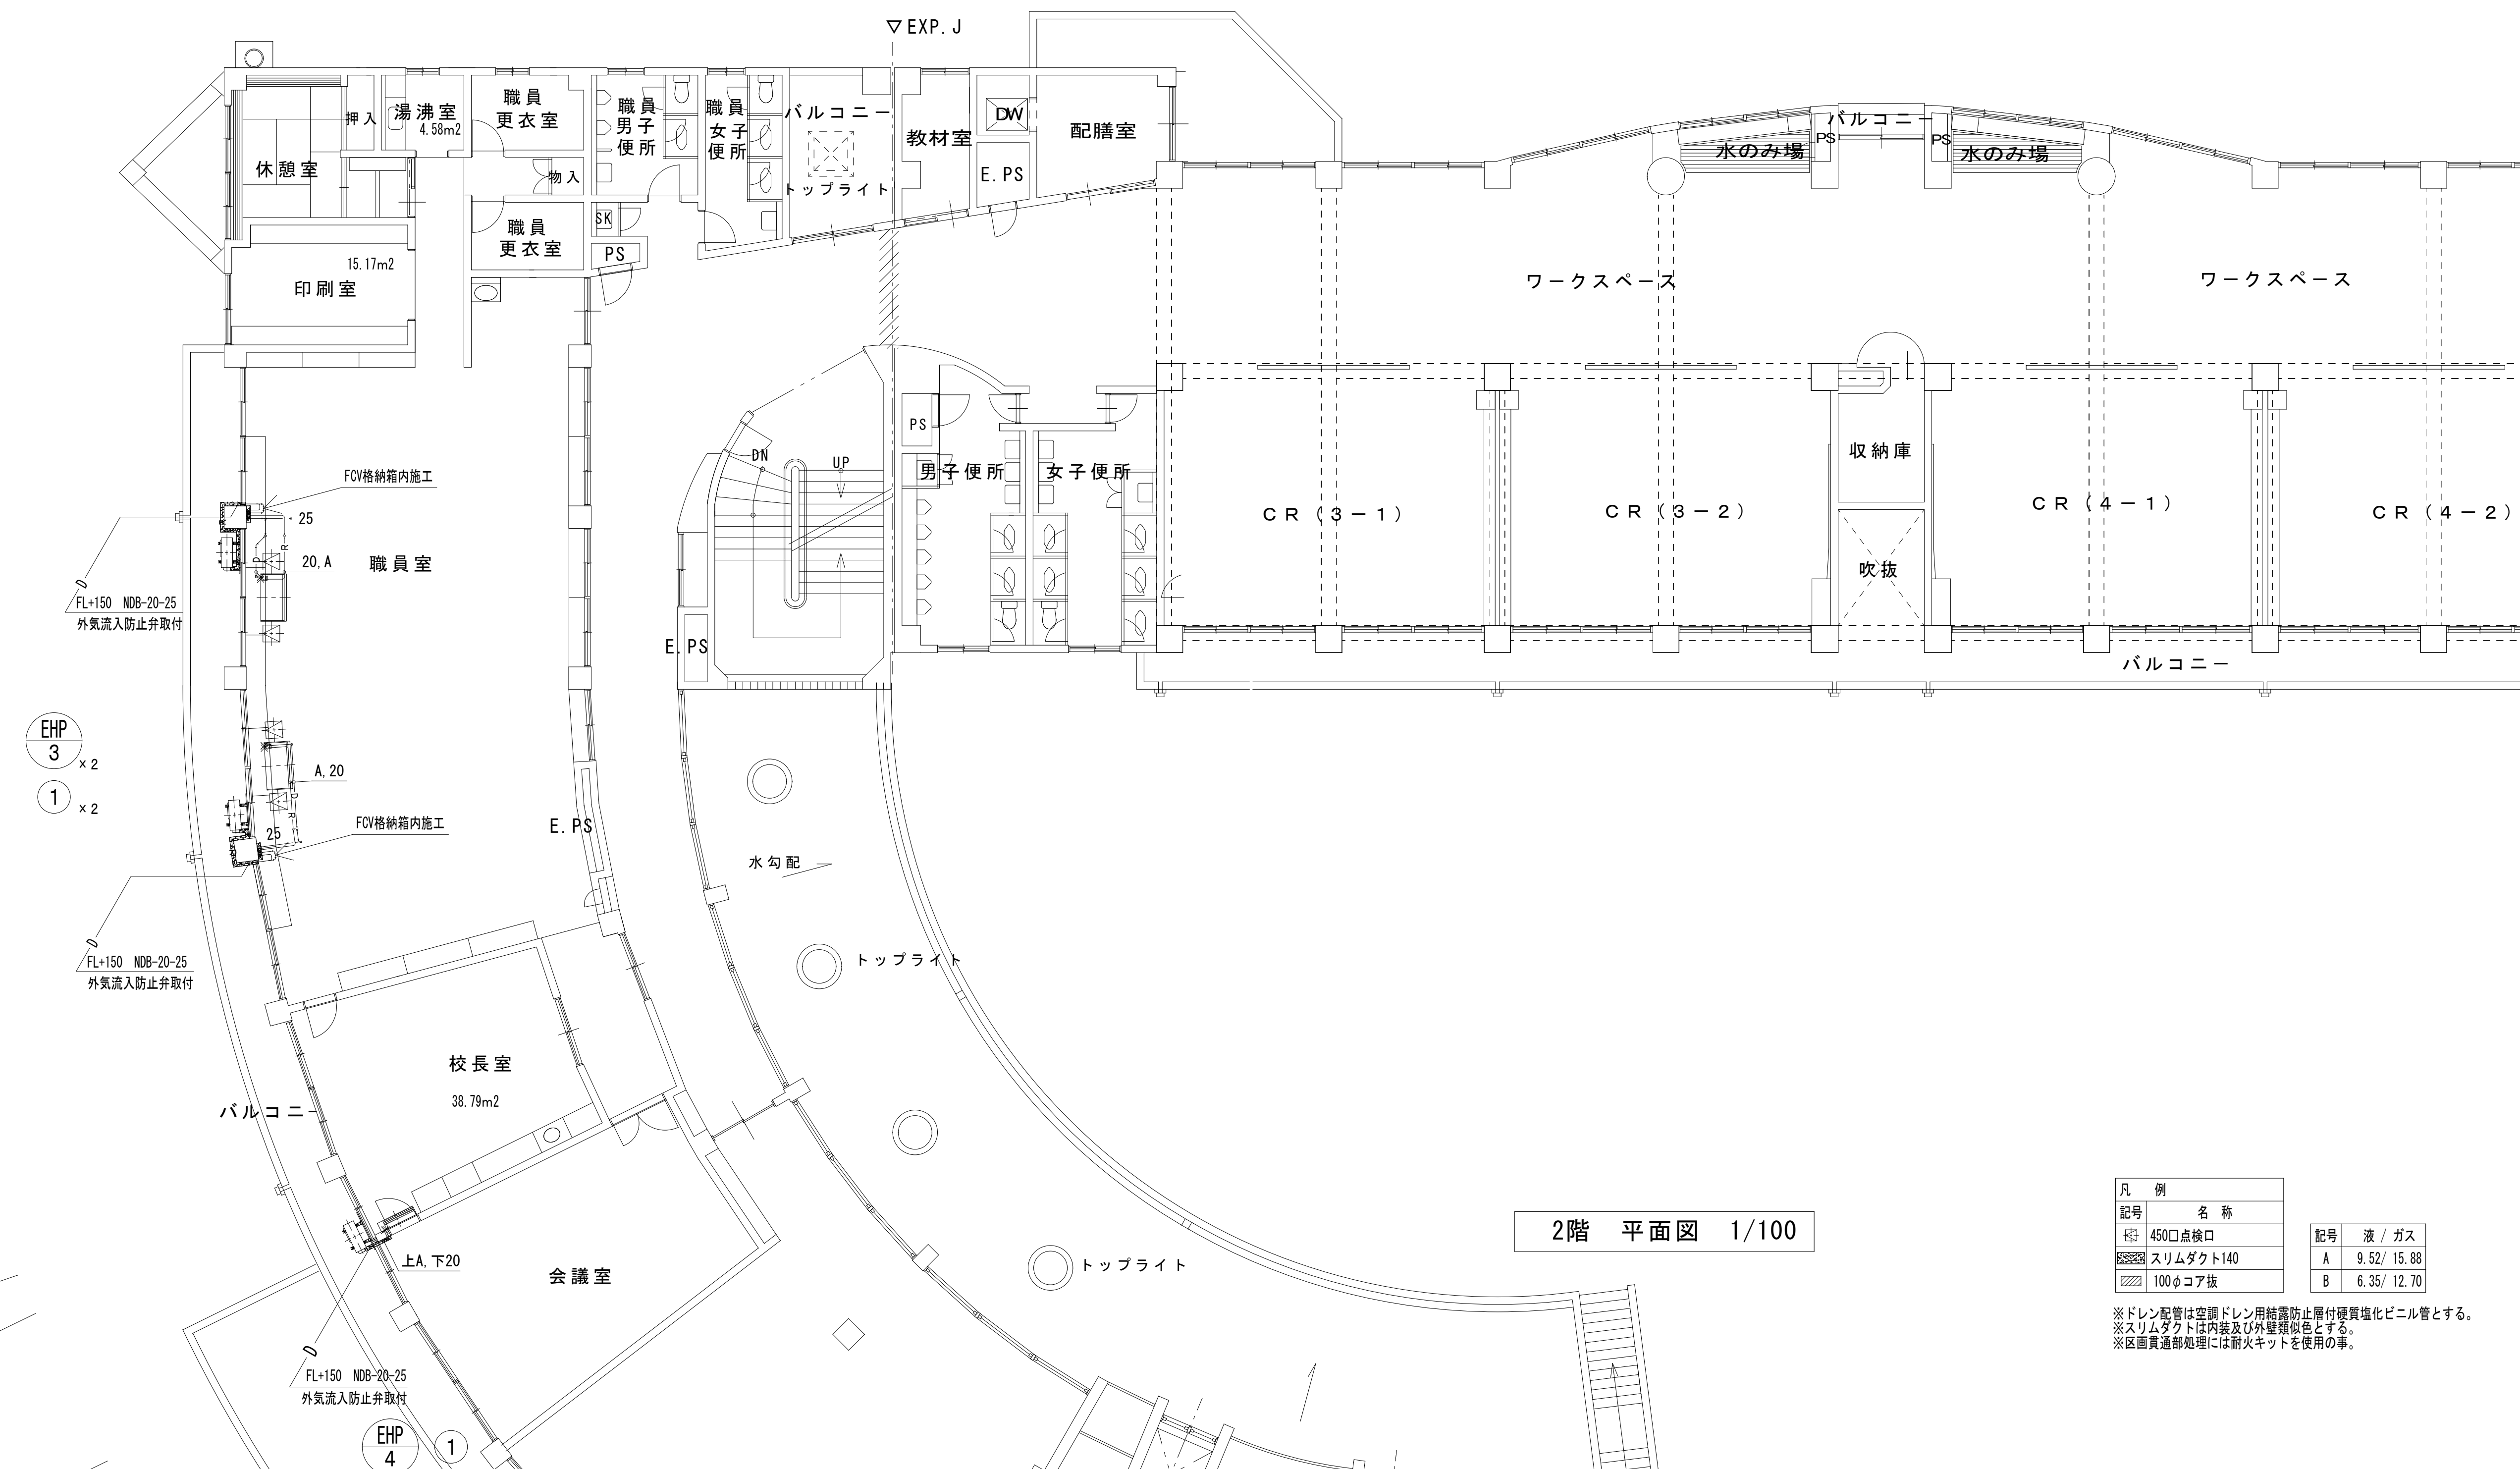 ▽EXP. J
湯沸室
4.58m2
押入
休憩室
職員
更衣室
物入
職員
更衣室
職員
男子
便所
SK
PS
職員
女子
便所
バルコニー
トップライト
教材室
DW
E. PS
配膳室
15.17m2
印刷室
水のみ場
PS
バルコニー
PS
水のみ場
ワークスペース
ワークスペース
DN
UP
PS
男子便所
女子便所
E. PS
CR(3-1)
CR(3-2)
収納庫
吹抜
CR(4-1)
CR(4-2)
バルコニー
FCV格納箱内施工
25
D
R
20, A
職員室
D
FL+150 NDB-20-25
外気流入防止弁取付
EHP
3
×2
1
×2
A, 20
D
R
25
FCV格納箱内施工
E. PS
D
FL+150 NDB-20-25
外気流入防止弁取付
水勾配
トップライト
校長室
38.79m2
バルコニー
上A, 下20
会議室
トップライト
D
FL+150 NDB-20-25
外気流入防止弁取付
EHP
4
1
2階 平面図 1/100
凡 例
記号 名 称
450□点検口
スリムダクト140
100φコア抜
記号 液 / ガス
A 9.52/ 15.88
B 6.35/ 12.70
※ドレン配管は空調ドレン用結露防止層付硬質塩化ビニル管とする。
※スリムダクトは内装及び外壁類似色とする。
※区画貫通部処理には耐火キットを使用の事。